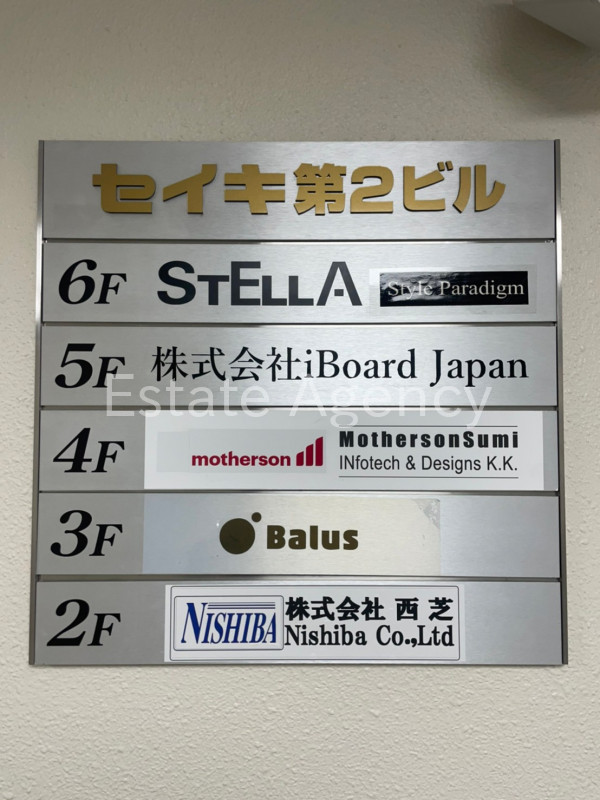 セイキ第2ビル
6F STELLA Style Paradigm
5F 株式会社iBoard Japan
Estate Agency
4F motherson MothersonSumi
INfotech & Designs K.K.
3F Balus
2F NISHIBA 株式会社 西芝
Nishiba Co.,Ltd